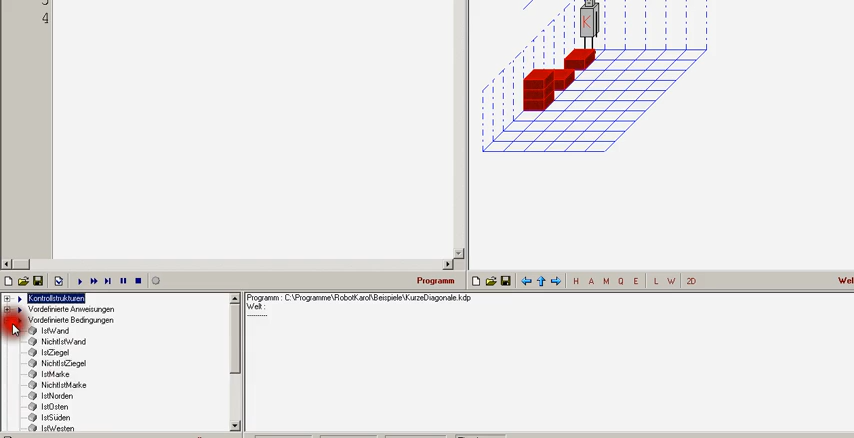 3
4
K
Programm
H A M Q E L W 2D
Wel
Kontrollstrukturen
Vordefinierte Anweisungen
Vordefinierte Bedingungen
IstWand
NichtIstWand
IstZiegel
NichtIstZiegel
IstMarke
NichtIstMarke
IstNorden
IstOsten
IstSüden
IstWesten
Programm : C:\Programme\RobotKarol\Beispiele\KurzeDiagonale.kdp
Welt :
----------